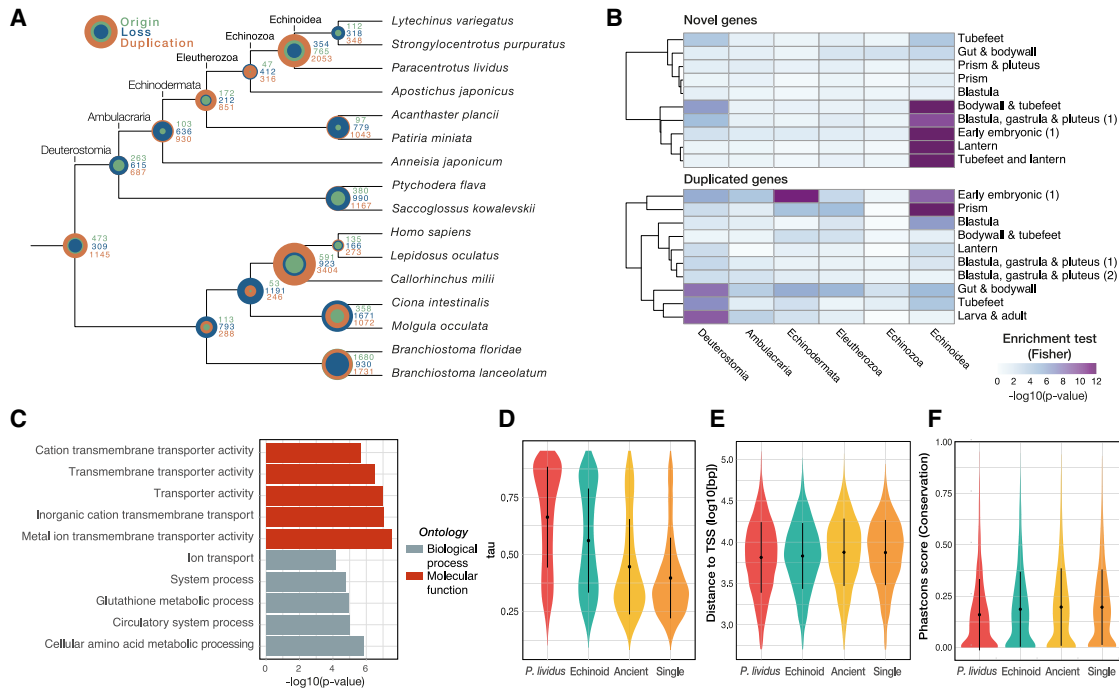 A
Origin
Loss
Duplication
Deuterostomia
Ambulacraria
Echinodermata
Eleutherozoa
Echinozoa
Echinoidea
112
318
348
354
765
2053
47
412
316
172
212
851
103
636
930
97
779
1043
263
615
687
380
990
1167
473
309
1145
135
166
273
591
923
3404
53
1191
246
358
1671
1072
113
793
288
1680
930
1731
Lytechinus variegatus
Strongylocentrotus purpuratus
Paracentrotus lividus
Apostichus japonicus
Acanthaster plancii
Patiria miniata
Anneisia japonicum
Ptychodera flava
Saccoglossus kowalevskii
Homo sapiens
Lepidosus oculatus
Callorhinchus milii
Ciona intestinalis
Molgula occulata
Branchiostoma floridae
Branchiostoma lanceolatum
B
Novel genes
Tubefeet
Gut & bodywall
Prism & pluteus
Prism
Blastula
Bodywall & tubefeet
Blastula, gastrula & pluteus (1)
Early embryonic (1)
Lantern
Tubefeet and lantern
Duplicated genes
Early embryonic (1)
Prism
Blastula
Bodywall & tubefeet
Lantern
Blastula, gastrula & pluteus (1)
Blastula, gastrula & pluteus (2)
Gut & bodywall
Tubefeet
Larva & adult
Deuterostomia
Ambulacraria
Echinodermata
Eleutherozoa
Echinozoa
Echinoidea
Enrichment test
(Fisher)
0 2 4 6 8 10 12
-log10(p-value)
C
Cation transmembrane transporter activity
Transmembrane transporter activity
Transporter activity
Inorganic cation transmembrane transport
Metal ion transmembrane transporter activity
Ion transport
System process
Glutathione metabolic process
Circulatory system process
Cellular amino acid metabolic processing
0 2 4 6
-log10(p-value)
Ontology
Biological
process
Molecular
function
D
tau
0.75
0.50
0.25
P. lividus Echinoid Ancient Single
E
Distance to TSS (log10[bp])
5.0
4.5
4.0
3.5
3.0
P. lividus Echinoid Ancient Single
F
Phastcons score (Conservation)
1.00
0.75
0.50
0.25
0.00
P. lividus Echinoid Ancient Single